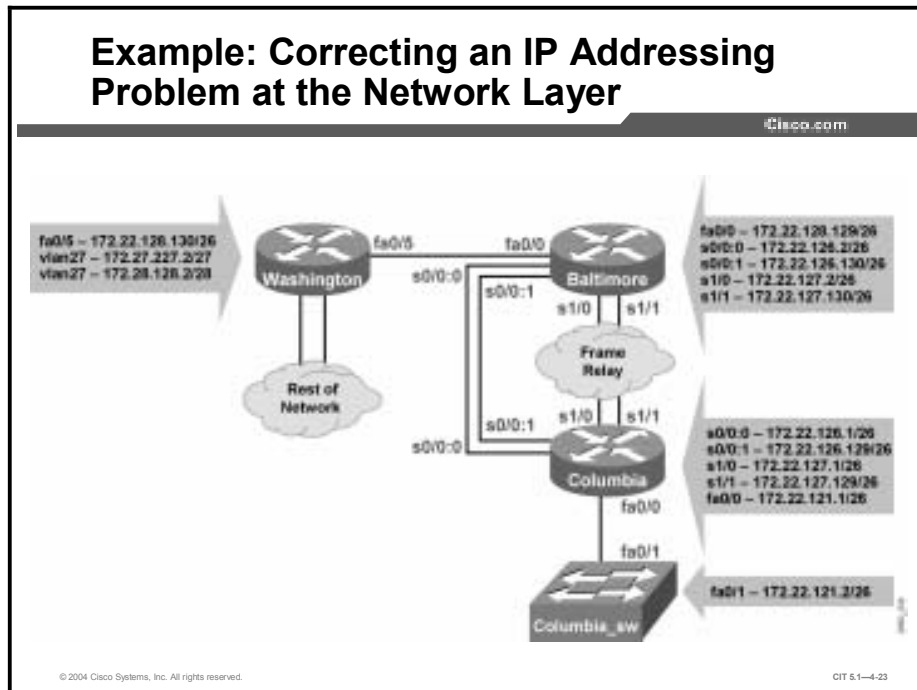 Example: Correcting an IP Addressing
Problem at the Network Layer
Cisco.com
fa0/5 – 172.22.128.130/26
vlan27 – 172.27.227.2/27
vlan27 – 172.28.128.2/28
Washington
fa0/5
fa0/0
Baltimore
fa0/0 – 172.22.128.129/26
s0/0:0 – 172.22.126.2/26
s0/0:1 – 172.22.126.130/26
s1/0 – 172.22.127.2/26
s1/1 – 172.22.127.130/26
s0/0:0
s0/0:1
s1/0
s1/1
Frame
Relay
Rest of
Network
s1/0
s1/1
s0/0:1
s0/0:0
Columbia
s0/0:0 – 172.22.126.1/26
s0/0:1 – 172.22.126.129/26
s1/0 – 172.22.127.1/26
s1/1 – 172.22.127.129/26
fa0/0 – 172.22.121.1/26
fa0/0
fa0/1
Columbia_sw
fa0/1 – 172.22.121.2/26
© 2004 Cisco Systems, Inc. All rights reserved.
CIT 5.1—4-23